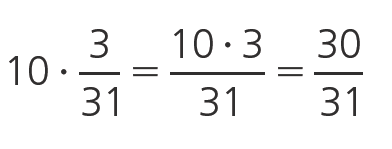 10 · 3/31 = 10 · 3/31 = 30/31